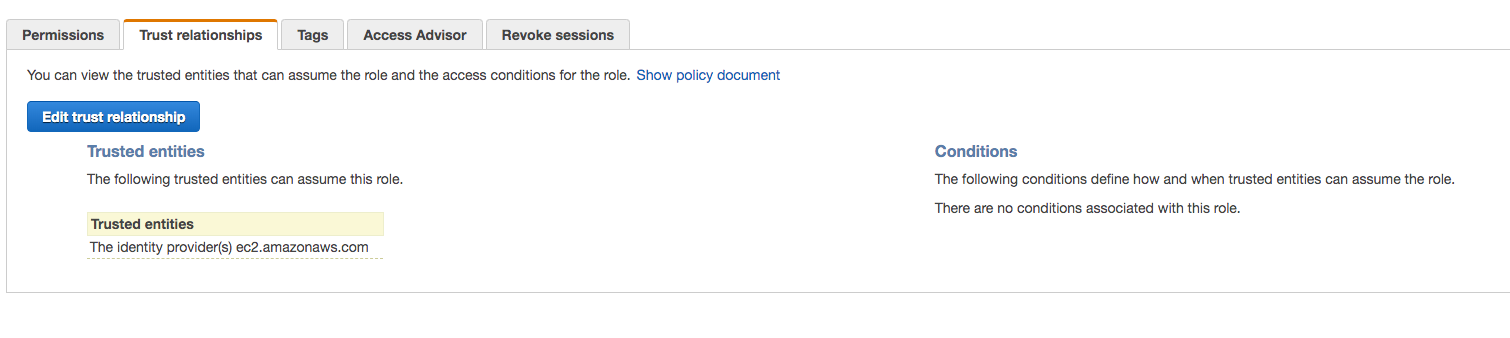 Permissions Trust relationships Tags Access Advisor Revoke sessions
You can view the trusted entities that can assume the role and the access conditions for the role. Show policy document
Edit trust relationship
Trusted entities
The following trusted entities can assume this role.
Trusted entities
The identity provider(s) ec2.amazonaws.com
Conditions
The following conditions define how and when trusted entities can assume the role.
There are no conditions associated with this role.